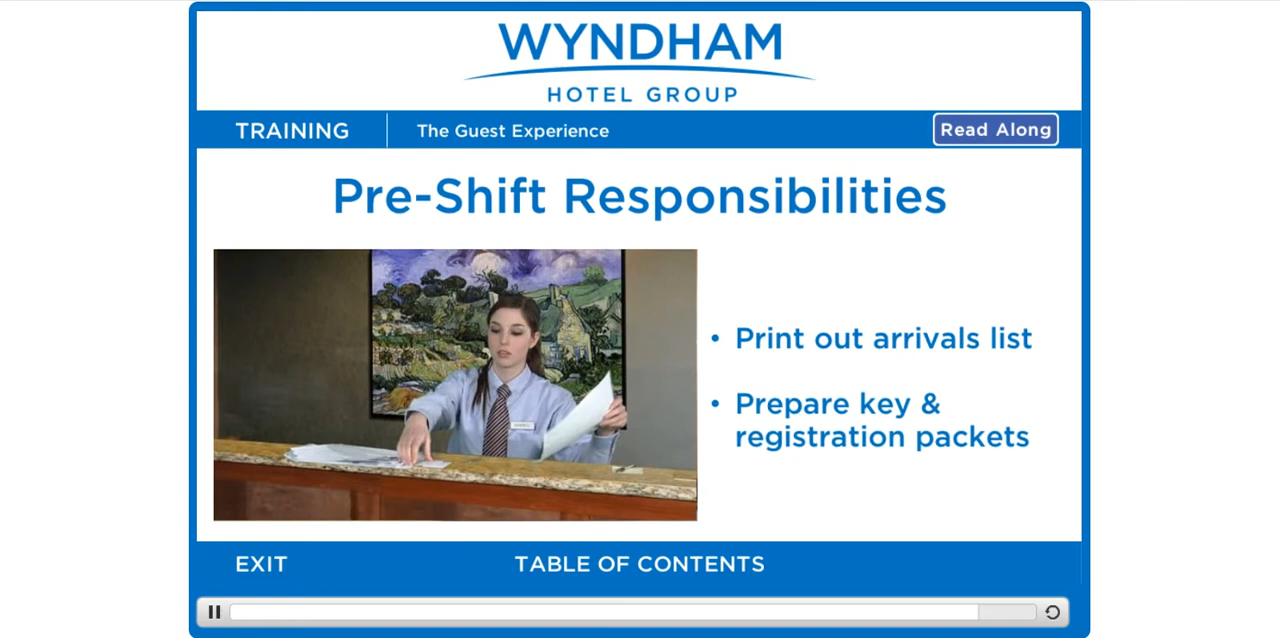 WYNDHAM
HOTEL GROUP
TRAINING
The Guest Experience
Read Along
Pre-Shift Responsibilities
• Print out arrivals list
• Prepare key &
registration packets
EXIT
TABLE OF CONTENTS